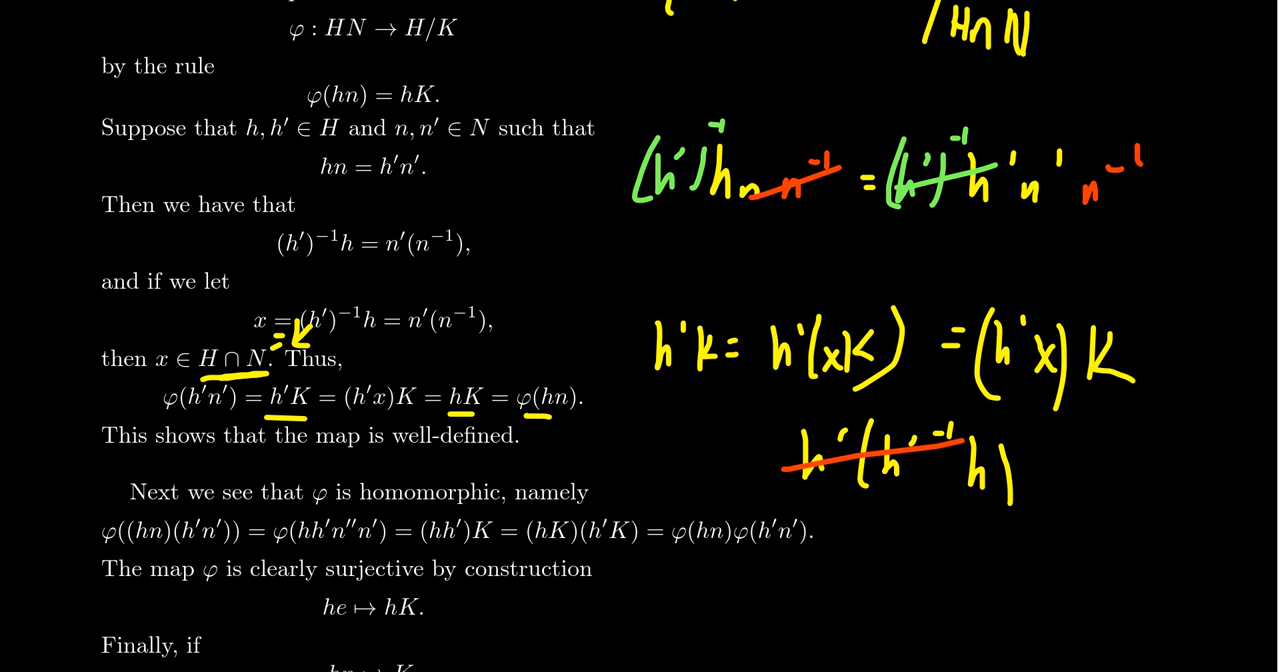 φ : HN → H/K
/ H∩N
by the rule
φ(hn) = hK.
Suppose that h, h′ ∈ H and n, n′ ∈ N such that
hn = h′n′.
(h′)⁻¹ h n n⁻¹ = (h′)⁻¹ h′ n′ n⁻¹
Then we have that
(h′)⁻¹h = n′(n⁻¹),
and if we let
x = (h′)⁻¹h = n′(n⁻¹),
then x ∈ H ∩ N. Thus,
h′K = h′(xK) = (h′x)K
φ(h′n′) = h′K = (h′x)K = hK = φ(hn).
This shows that the map is well-defined.
h′(h′⁻¹h)
Next we see that φ is homomorphic, namely
φ((hn)(h′n′)) = φ(hh′n″n′) = (hh′)K = (hK)(h′K) = φ(hn)φ(h′n′).
The map φ is clearly surjective by construction
he ↦ hK.
Finally, if